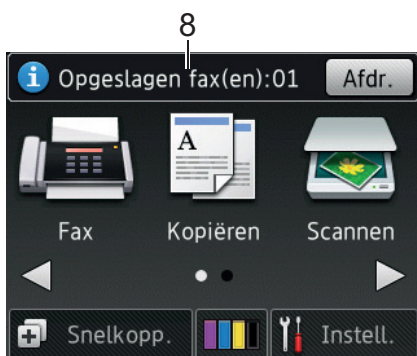 8
Opgeslagen fax(en):01 Afdr.
A
Fax Kopiëren Scannen
Snelkopp. Instell.